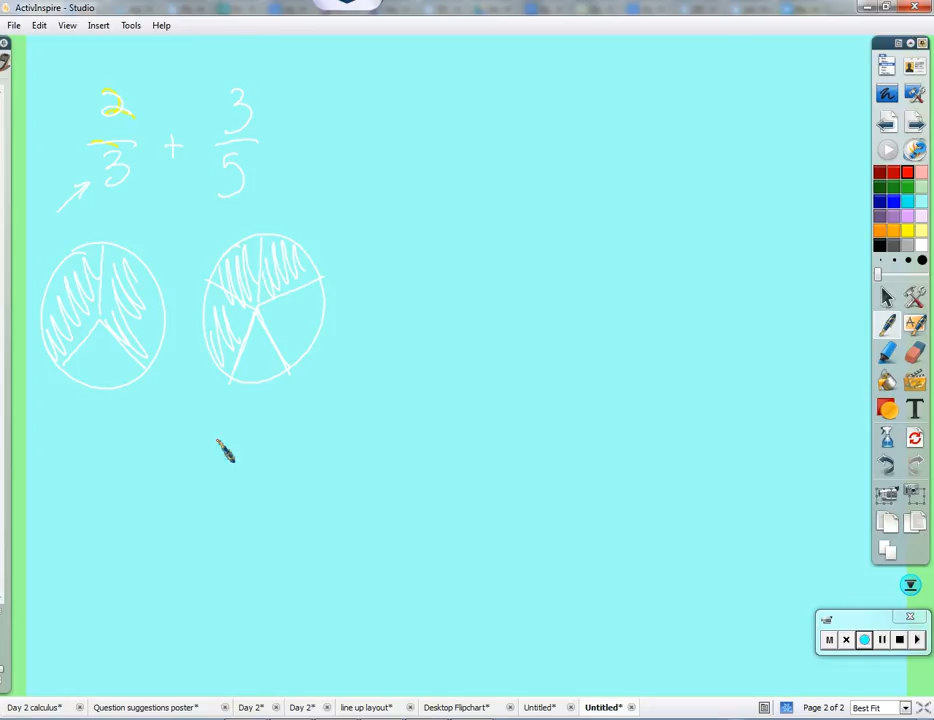 ActivInspire - Studio
File Edit View Insert Tools Help
2/3 + 3/5
M
Day 2 calculus* Question suggestions poster* Day 2* Day 2* line up layout* Desktop Flipchart* Untitled* Untitled* Page 2 of 2 Best Fit